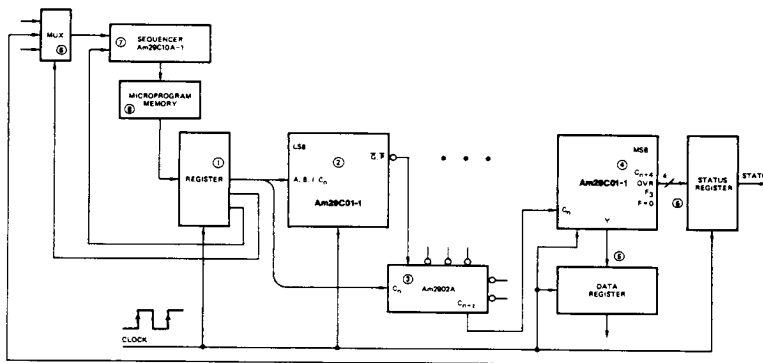 MUX
⑥
⑦
SEQUENCER
Am29C10A-1
MICROPROGRAM
MEMORY
⑧
①
REGISTER
LSB
②
G, P
A, B, I Cn
Am29C01-1
③
Cn
Am2902A
Cn+z
MSB
④
Cn+4
OVR
F3
F=0
Am29C01-1
Cn
Y
4
⑥
STATUS
REGISTER
⑤
DATA
REGISTER
CLOCK